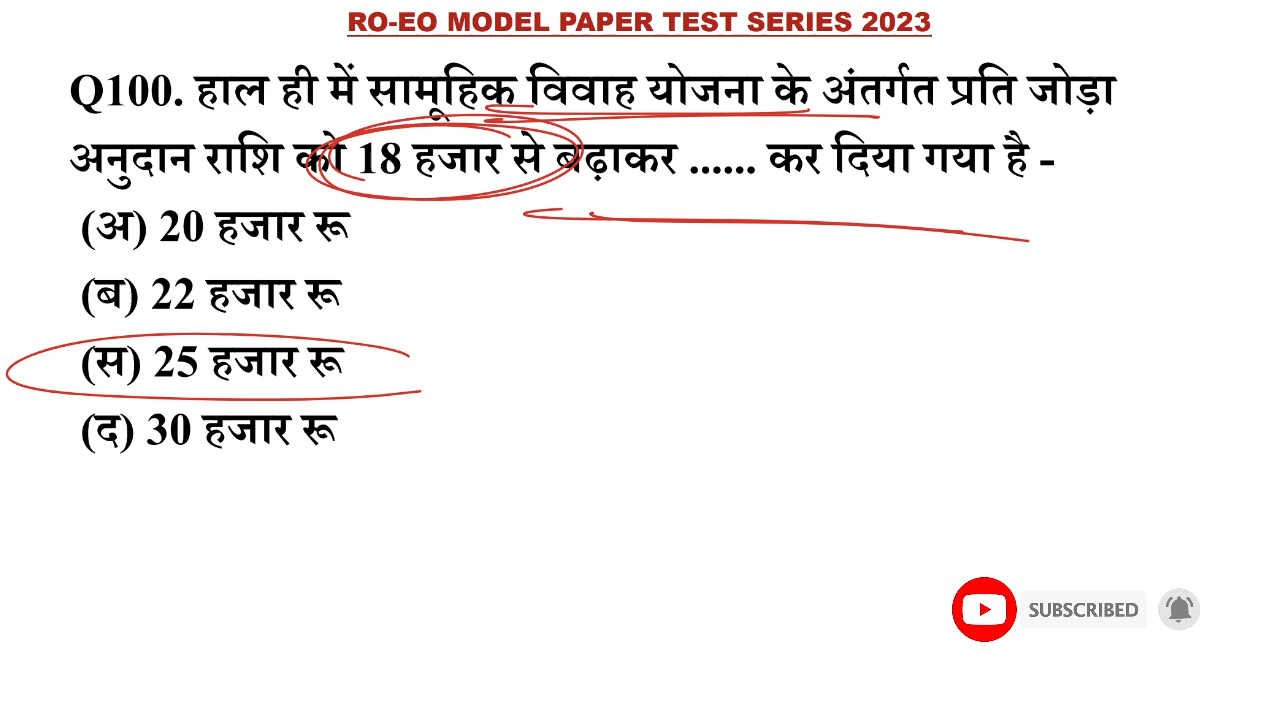 RO-EO MODEL PAPER TEST SERIES 2023
Q100. हाल ही में सामूहिक विवाह योजना के अंतर्गत प्रति जोड़ा
अनुदान राशि को 18 हजार से बढ़ाकर ...... कर दिया गया है -
(अ) 20 हजार रू
(ब) 22 हजार रू
(स) 25 हजार रू
(द) 30 हजार रू
SUBSCRIBED